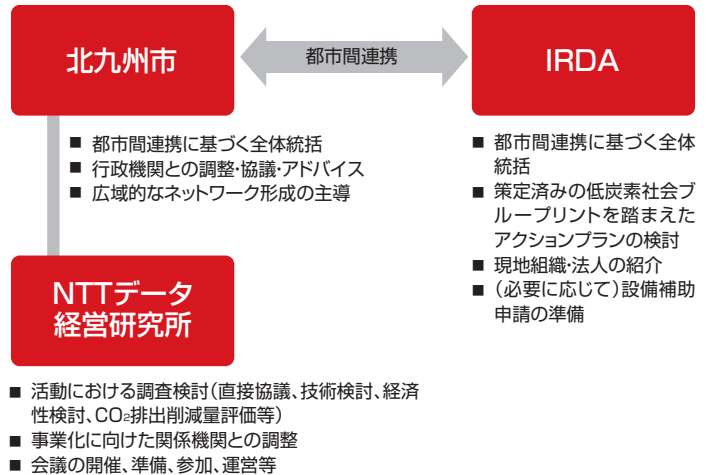 北九州市
都市間連携
IRDA
■ 都市間連携に基づく全体統括
■ 行政機関との調整・協議・アドバイス
■ 広域的なネットワーク形成の主導
■ 都市間連携に基づく全体
統括
■ 策定済みの低炭素社会ブ
ループリントを踏まえた
アクションプランの検討
■ 現地組織・法人の紹介
■ (必要に応じて)設備補助
申請の準備
NTTデータ
経営研究所
■ 活動における調査検討(直接協議、技術検討、経済
性検討、CO₂排出削減量評価等)
■ 事業化に向けた関係機関との調整
■ 会議の開催、準備、参加、運営等